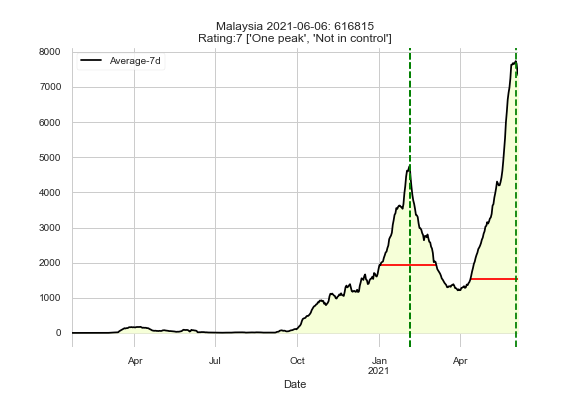 Malaysia 2021-06-06: 616815
Rating:7 ['One peak', 'Not in control']
8000
Average-7d
7000
6000
5000
4000
3000
2000
1000
0
Apr Jul Oct Jan Apr
2021
Date